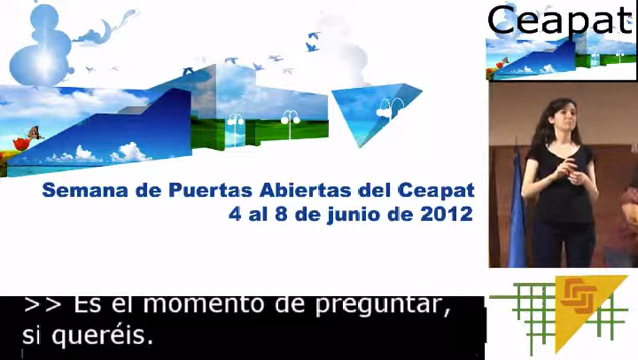 Ceapat
Semana de Puertas Abiertas del Ceapat
4 al 8 de junio de 2012
>> Es el momento de preguntar,
si queréis.